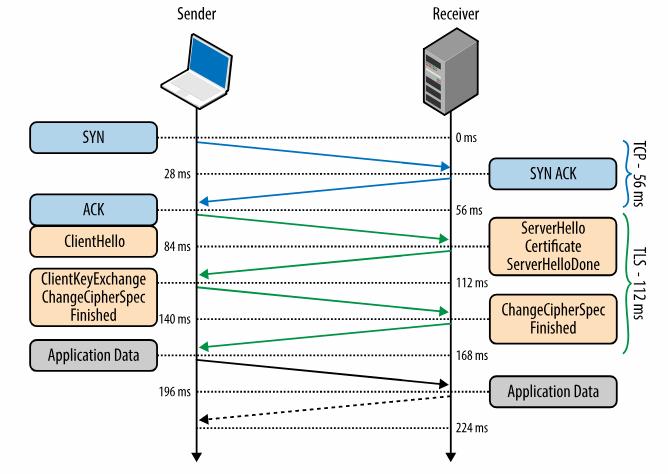 Sender
Receiver
SYN
0 ms
28 ms
SYN ACK
TCP - 56 ms
ACK
56 ms
ClientHello
84 ms
ServerHello
Certificate
ServerHelloDone
TLS - 112 ms
ClientKeyExchange
ChangeCipherSpec
Finished
112 ms
140 ms
ChangeCipherSpec
Finished
Application Data
168 ms
196 ms
Application Data
224 ms